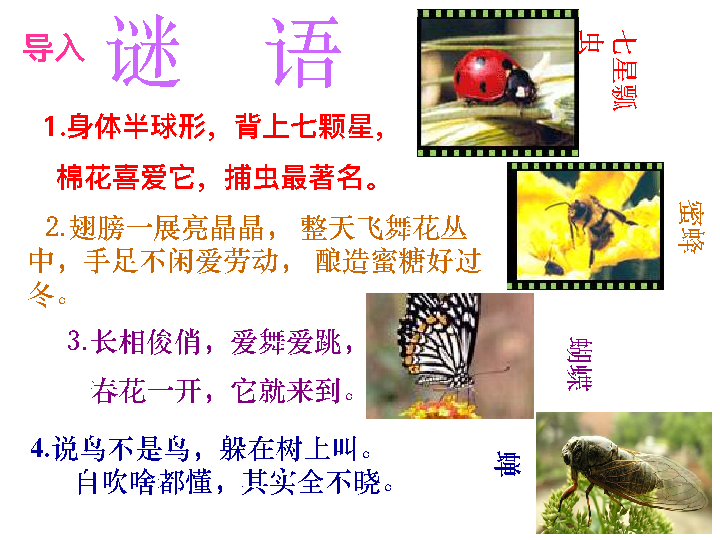 导入
谜 语
1.身体半球形，背上七颗星，
棉花喜爱它，捕虫最著名。
七星瓢虫
2.翅膀一展亮晶晶， 整天飞舞花丛
中，手足不闲爱劳动， 酿造蜜糖好过
冬。
蜜蜂
3.长相俊俏，爱舞爱跳，
春花一开，它就来到。
蝴蝶
4.说鸟不是鸟，躲在树上叫。
自吹啥都懂，其实全不晓。
蝉